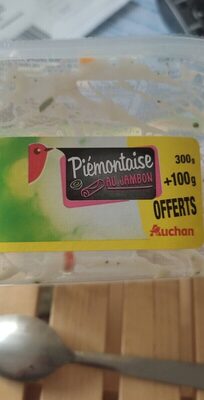 Piémontaise
AU JAMBON
300g
+100g
OFFERTS
Auchan